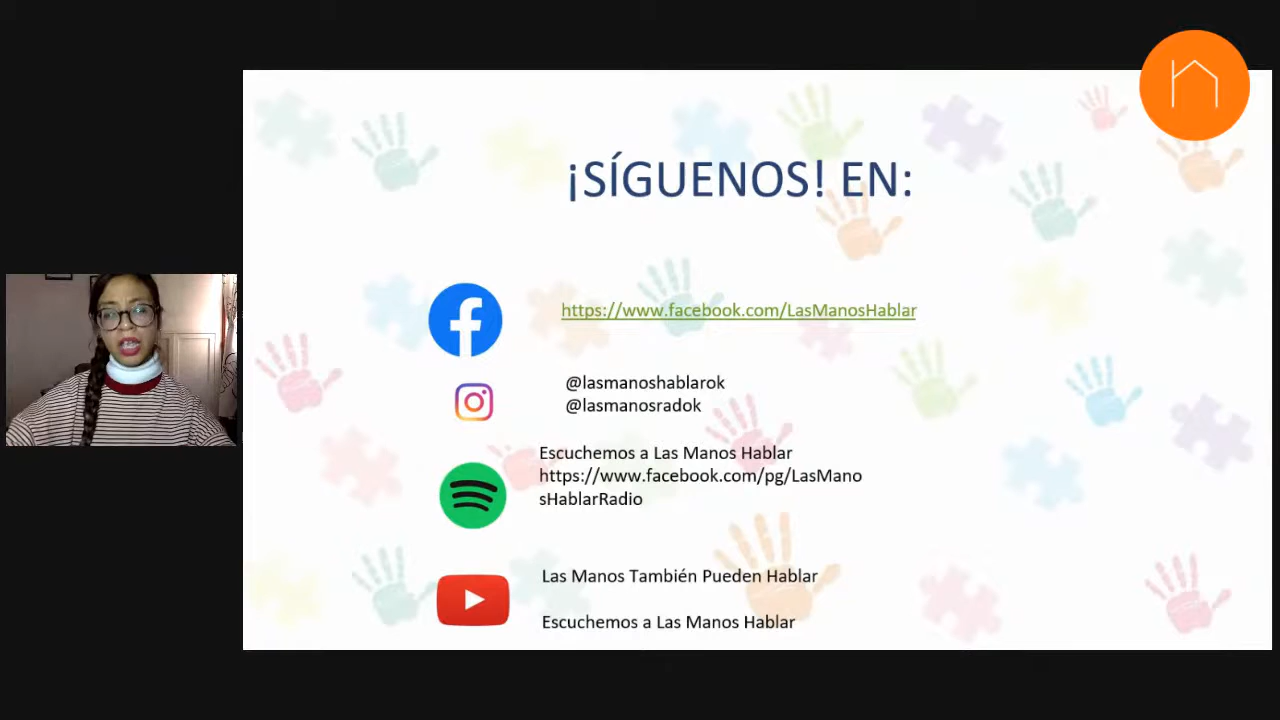 ¡SÍGUENOS! EN:
https://www.facebook.com/LasManosHablar
@lasmanoshablarok
@lasmanosradok
Escuchemos a Las Manos Hablar
https://www.facebook.com/pg/LasMano
sHablarRadio
Las Manos También Pueden Hablar
Escuchemos a Las Manos Hablar